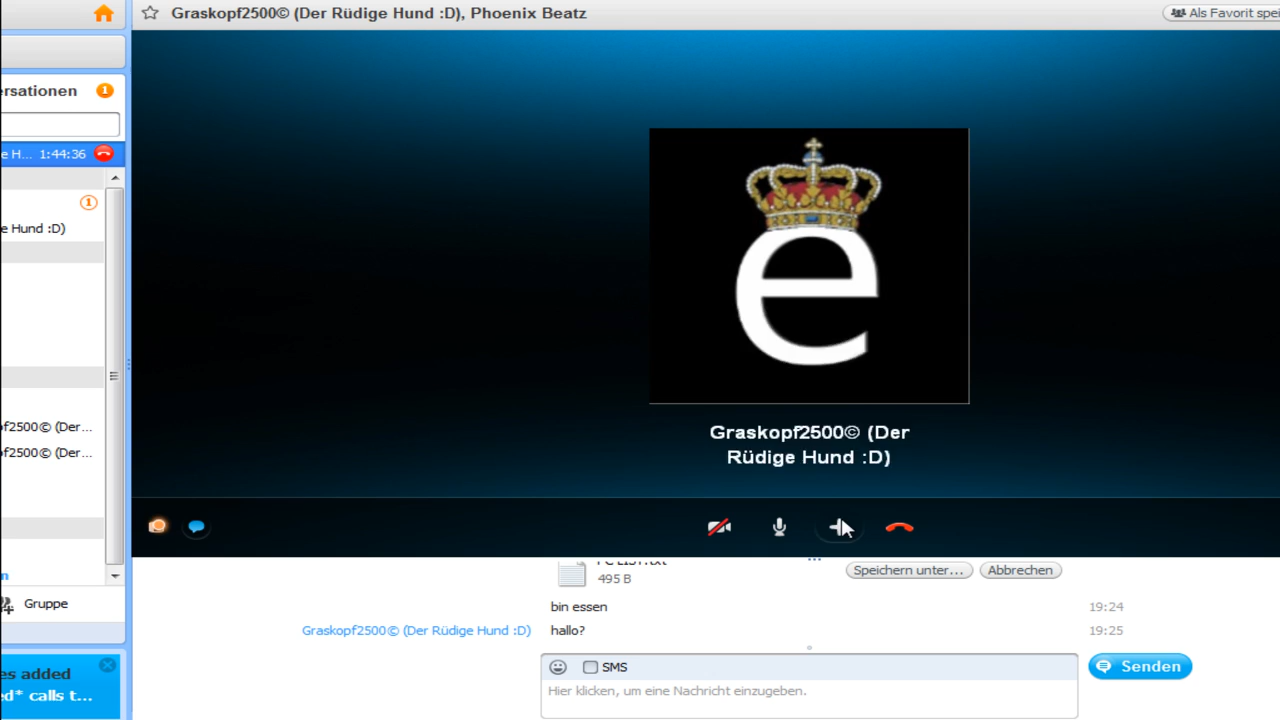 Graskopf2500© (Der Rüdige Hund :D), Phoenix Beatz
Als Favorit spei
rsationen 1
e H... 1:44:36
1
e Hund :D)
e
Graskopf2500© (Der
Rüdige Hund :D)
f2500© (Der...
f2500© (Der...
Gruppe
es added
ed* calls t...
495 B
Speichern unter...
Abbrechen
bin essen 19:24
Graskopf2500© (Der Rüdige Hund :D) hallo? 19:25
SMS
Senden
Hier klicken, um eine Nachricht einzugeben.